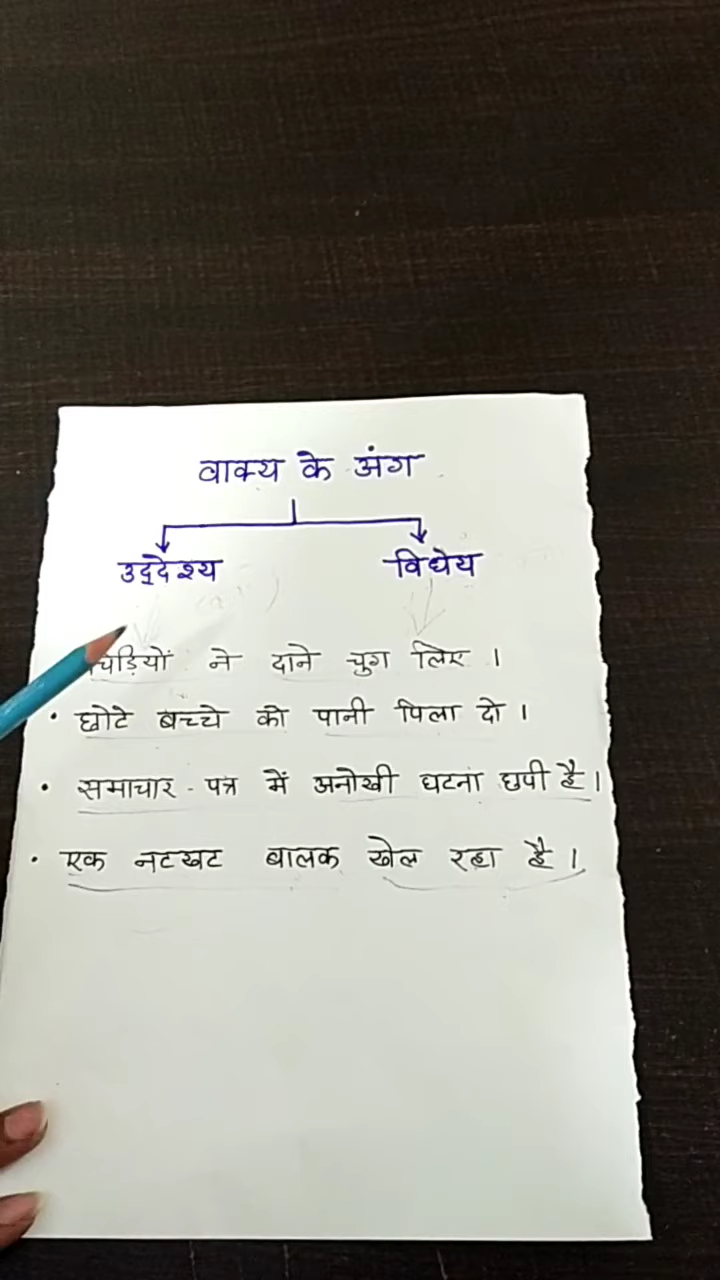 वाक्य के अंग
उद्देश्य विधेय
चिड़ियों ने दाने चुग लिए ।
• छोटे बच्चे को पानी पिला दो ।
• समाचार - पत्र में अनोखी घटना छपी है ।
• एक नटखट बालक खेल रहा है ।